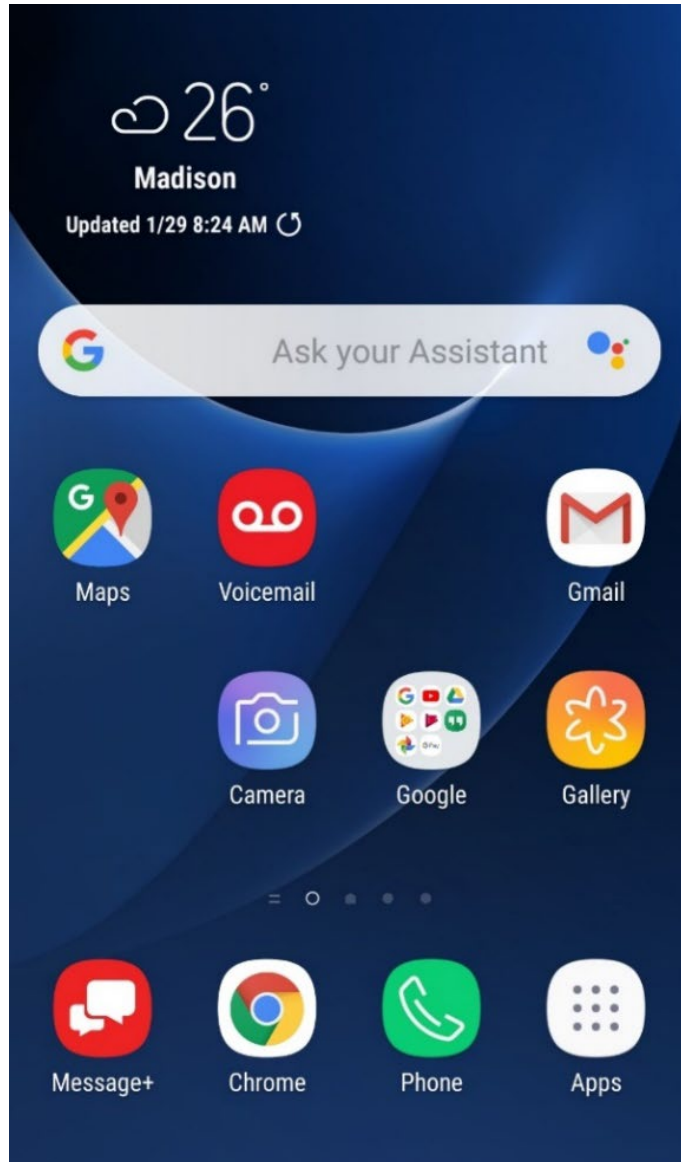 26°
Madison
Updated 1/29 8:24 AM
G Ask your Assistant
G
Maps Voicemail Gmail
G
G Pay
Camera Google Gallery
Message+ Chrome Phone Apps